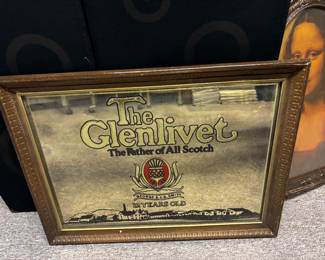 The
Glenlivet
The Father of All Scotch
12 YEARS OLD